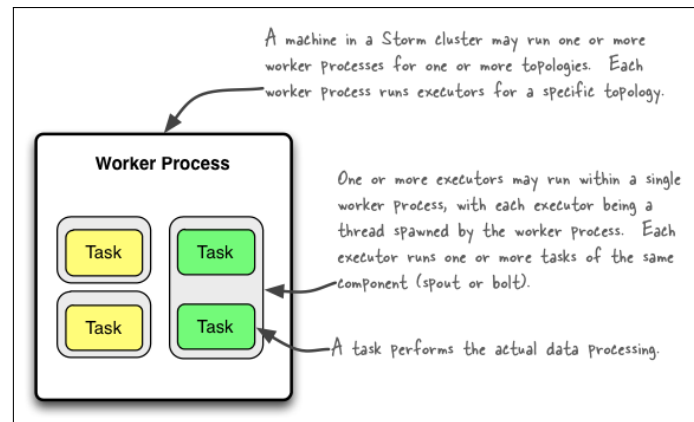 A machine in a Storm cluster may run one or more
worker processes for one or more topologies. Each
worker process runs executors for a specific topology.
Worker Process
One or more executors may run within a single
worker process, with each executor being a
thread spawned by the worker process. Each
executor runs one or more tasks of the same
component (spout or bolt).
Task
Task
Task
Task
A task performs the actual data processing.